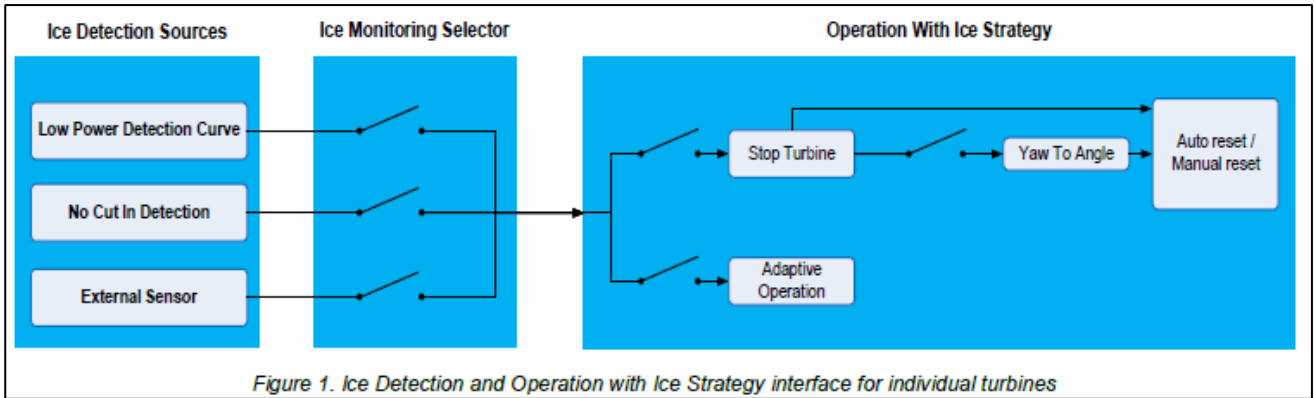 Ice Detection Sources
Ice Monitoring Selector
Operation With Ice Strategy
Low Power Detection Curve
No Cut In Detection
External Sensor
Stop Turbine
Yaw To Angle
Auto reset /
Manual reset
Adaptive
Operation
Figure 1. Ice Detection and Operation with Ice Strategy interface for individual turbines